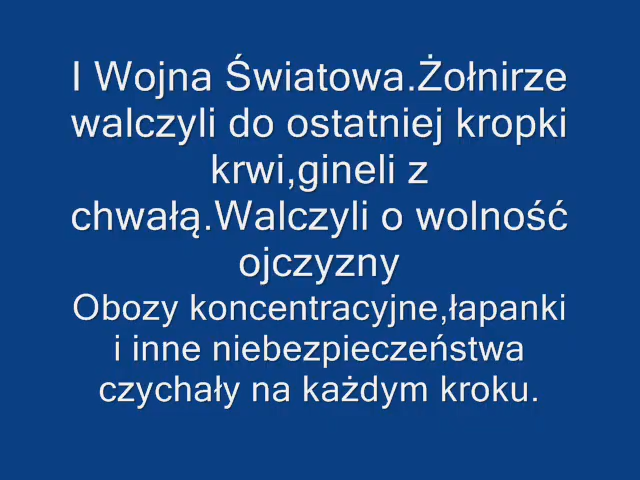 I Wojna Światowa.Żołnirze
walczyli do ostatniej kropki
krwi,gineli z
chwałą.Walczyli o wolność
ojczyzny
Obozy koncentracyjne,łapanki
i inne niebezpieczeństwa
czychały na każdym kroku.